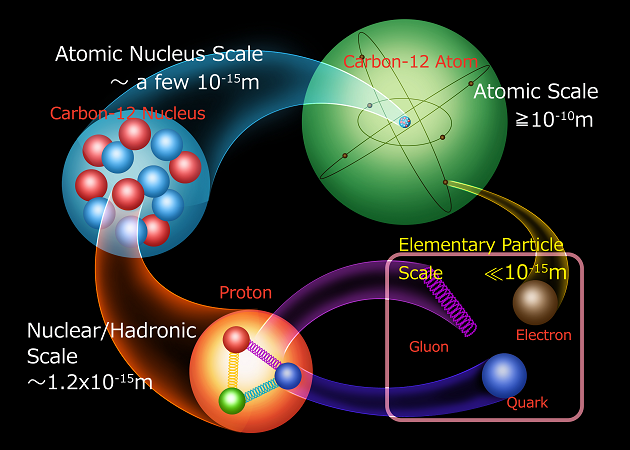 Atomic Nucleus Scale
～ a few 10⁻¹⁵m
Carbon-12 Nucleus
Carbon-12 Atom
Atomic Scale
≧10⁻¹⁰m
Elementary Particle
Scale ≪10⁻¹⁵m
Electron
Gluon
Quark
Proton
Nuclear/Hadronic
Scale
～1.2x10⁻¹⁵m